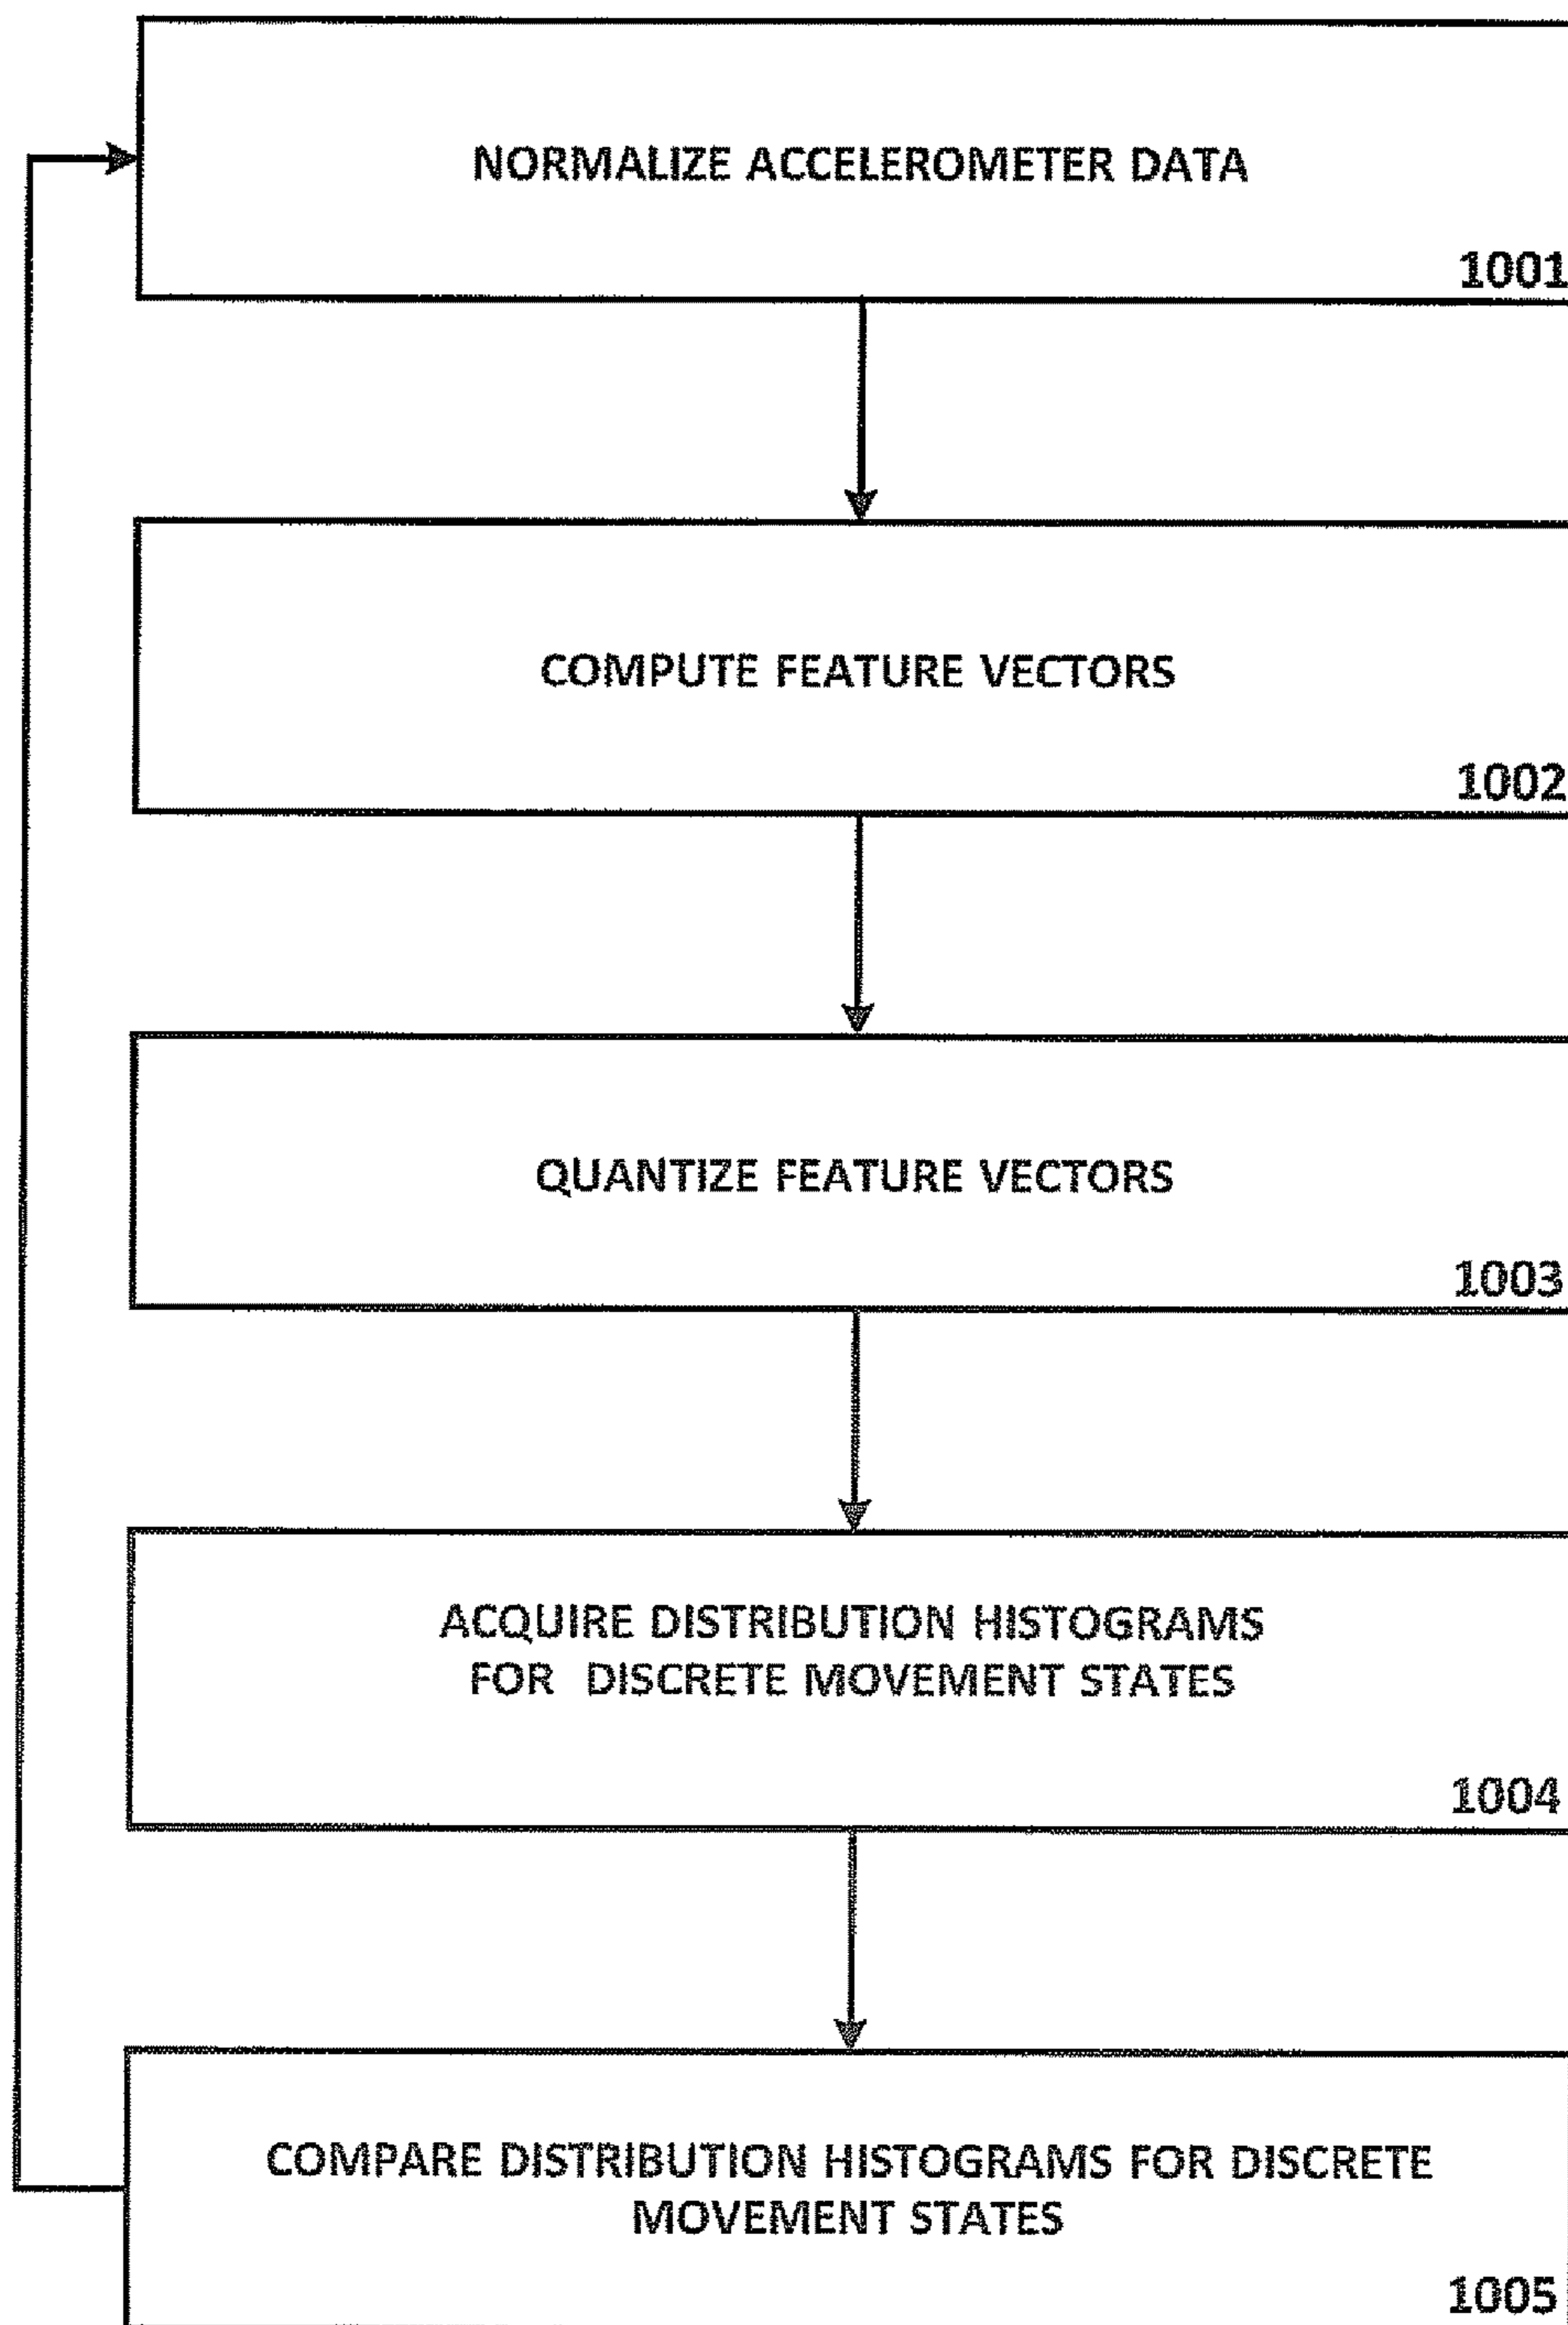 NORMALIZE ACCELEROMETER DATA
1001
COMPUTE FEATURE VECTORS
1002
QUANTIZE FEATURE VECTORS
1003
ACQUIRE DISTRIBUTION HISTOGRAMS
FOR DISCRETE MOVEMENT STATES
1004
COMPARE DISTRIBUTION HISTOGRAMS FOR DISCRETE
MOVEMENT STATES
1005